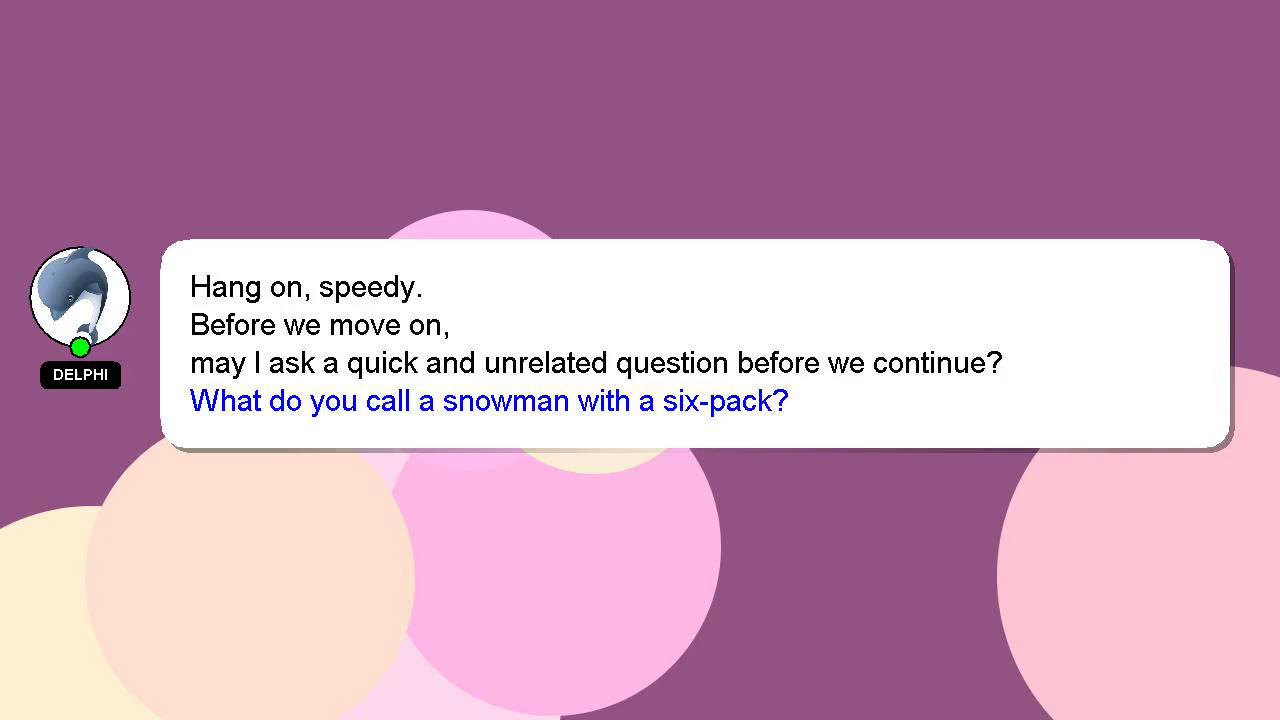 Hang on, speedy.
Before we move on,
may I ask a quick and unrelated question before we continue?
What do you call a snowman with a six-pack?
DELPHI